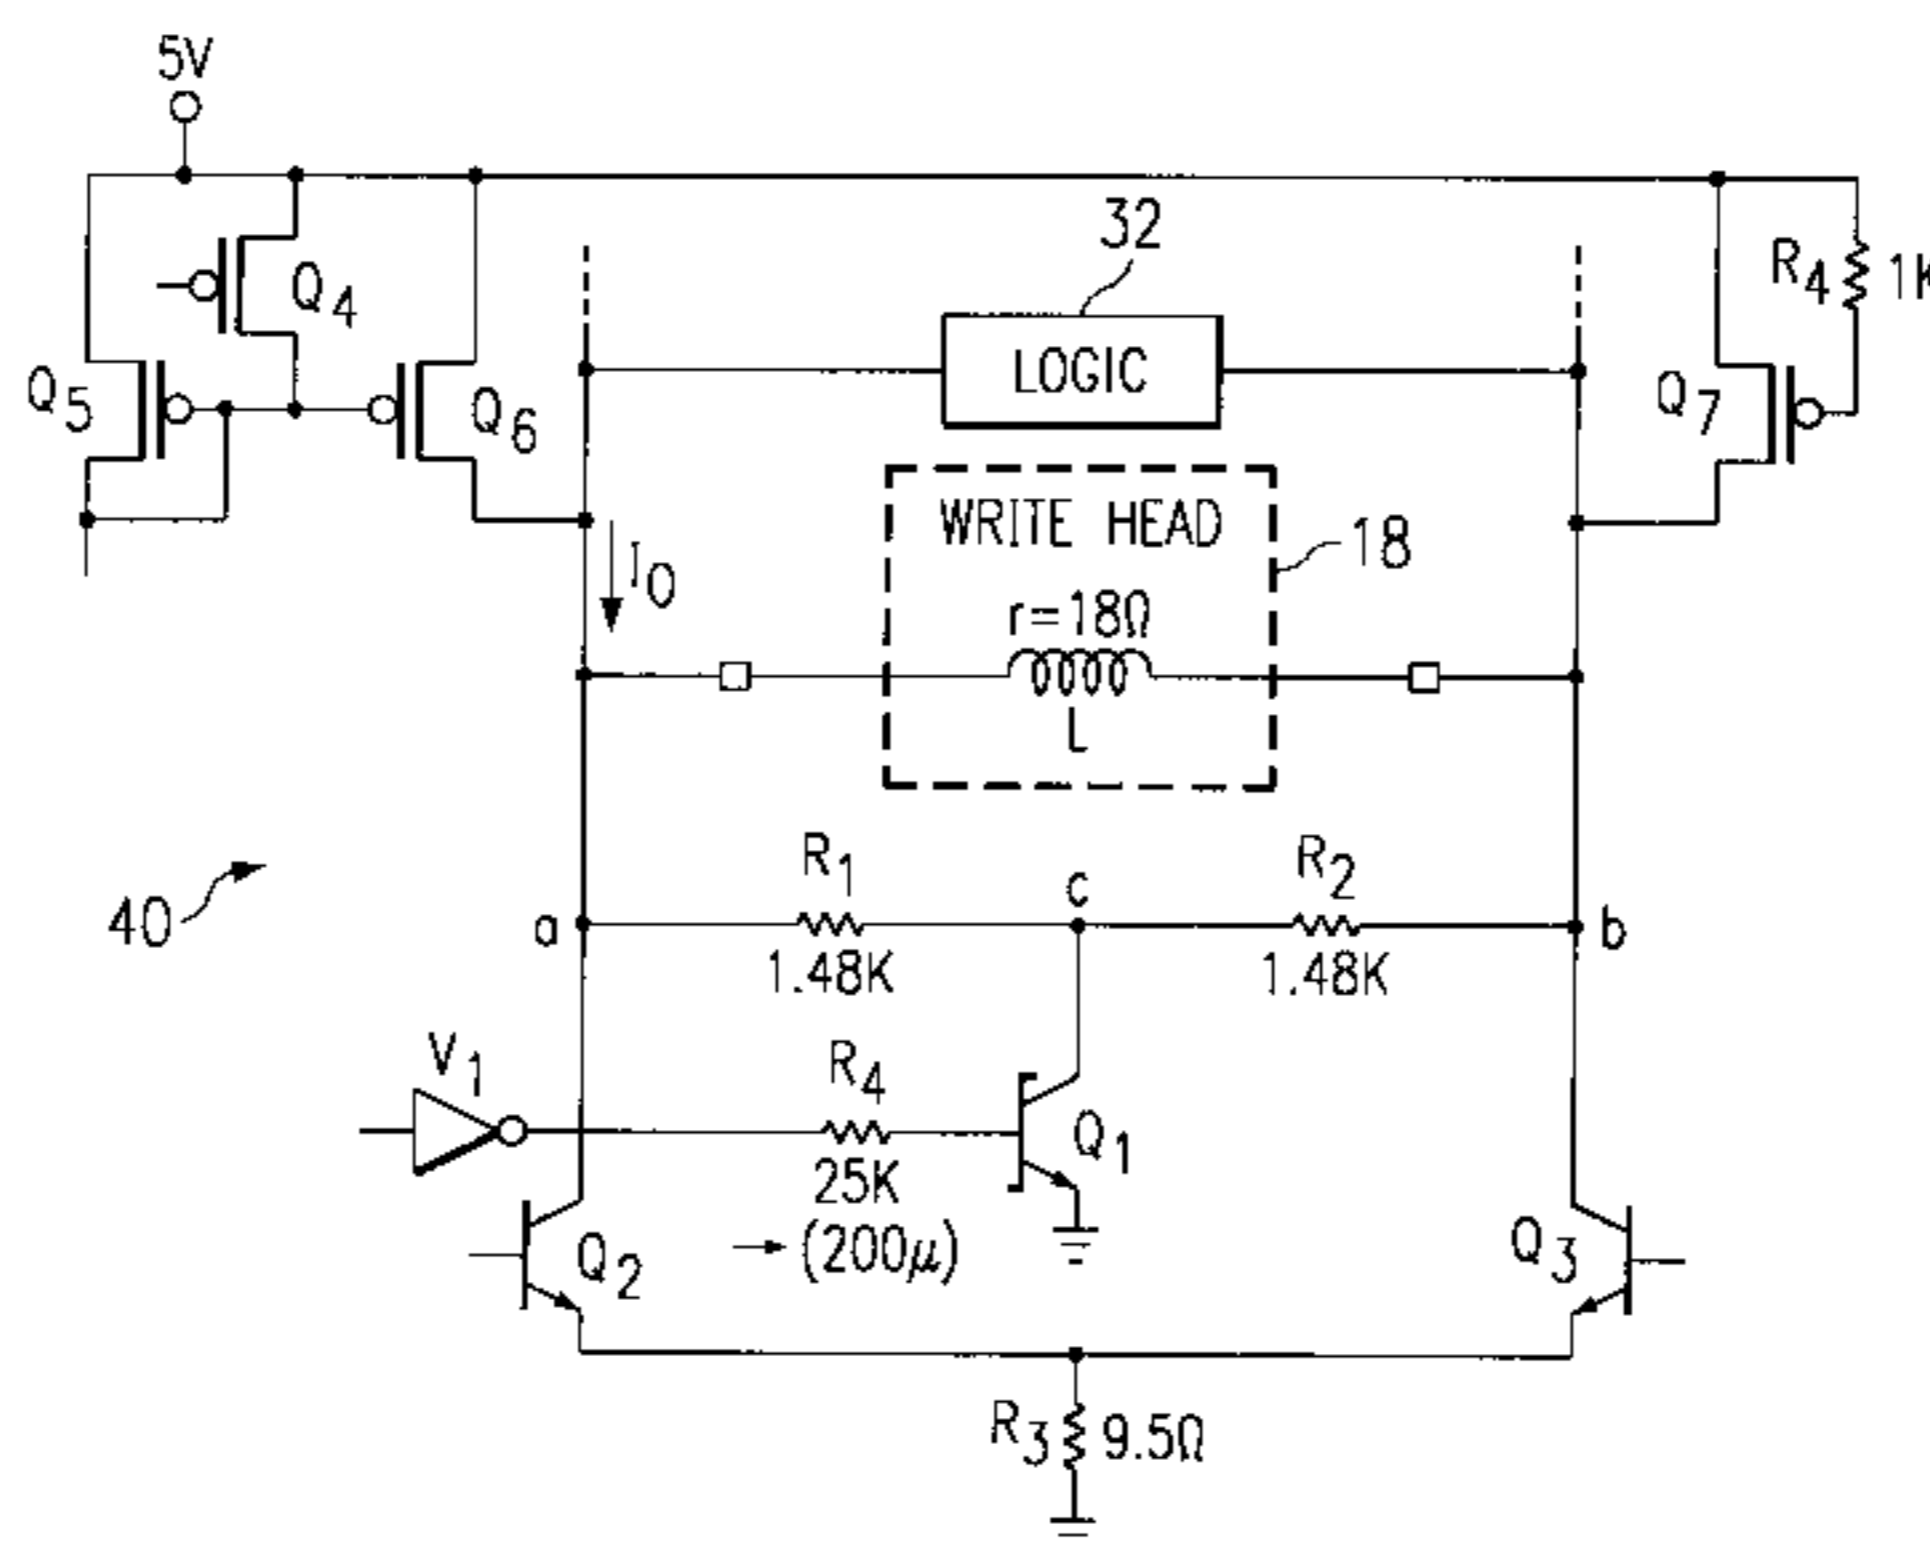 5V
32
R4 1K
Q4
LOGIC
Q5
Q6
Q7
WRITE HEAD
18
IO
r=18Ω
L
R1
c
R2
40
a
b
1.48K
1.48K
V1
R4
Q1
25K
Q2
→ (200μ)
Q3
R3 9.5Ω